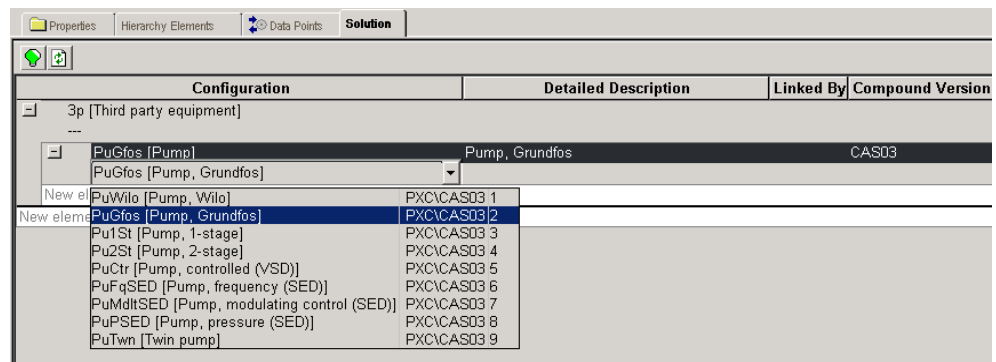 Properties Hierarchy Elements Data Points Solution
Configuration Detailed Description Linked By Compound Version
3p [Third party equipment]
---
PuGfos [Pump] Pump, Grundfos CAS03
PuGfos [Pump, Grundfos]
New el
PuWilo [Pump, Wilo] PXC\CAS03 1
New eleme
PuGfos [Pump, Grundfos] PXC\CAS03 2
Pu1St [Pump, 1-stage] PXC\CAS03 3
Pu2St [Pump, 2-stage] PXC\CAS03 4
PuCtr [Pump, controlled (VSD)] PXC\CAS03 5
PuFqSED [Pump, frequency (SED)] PXC\CAS03 6
PuMdltSED [Pump, modulating control (SED)] PXC\CAS03 7
PuPSED [Pump, pressure (SED)] PXC\CAS03 8
PuTwn [Twin pump] PXC\CAS03 9